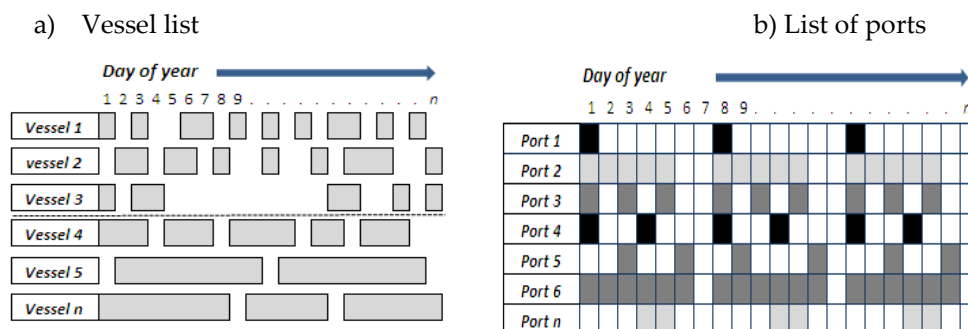 a) Vessel list
b) List of ports
Day of year
1 2 3 4 5 6 7 8 9 . . . . . . . . . . . n
Vessel 1
vessel 2
Vessel 3
Vessel 4
Vessel 5
Vessel n
Day of year
1 2 3 4 5 6 7 8 9 . . . . . . . . . . . . . n
Port 1
Port 2
Port 3
Port 4
Port 5
Port 6
Port n